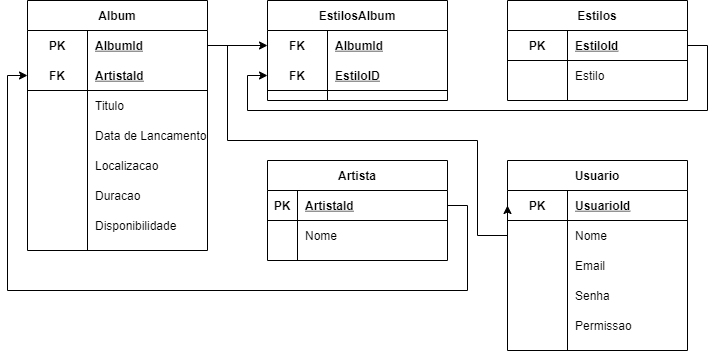 Album
PK AlbumId
FK ArtistaId
Titulo
Data de Lancamento
Localizacao
Duracao
Disponibilidade
EstilosAlbum
FK AlbumId
FK EstiloID
Estilos
PK EstiloId
Estilo
Artista
PK ArtistaId
Nome
Usuario
PK UsuarioId
Nome
Email
Senha
Permissao